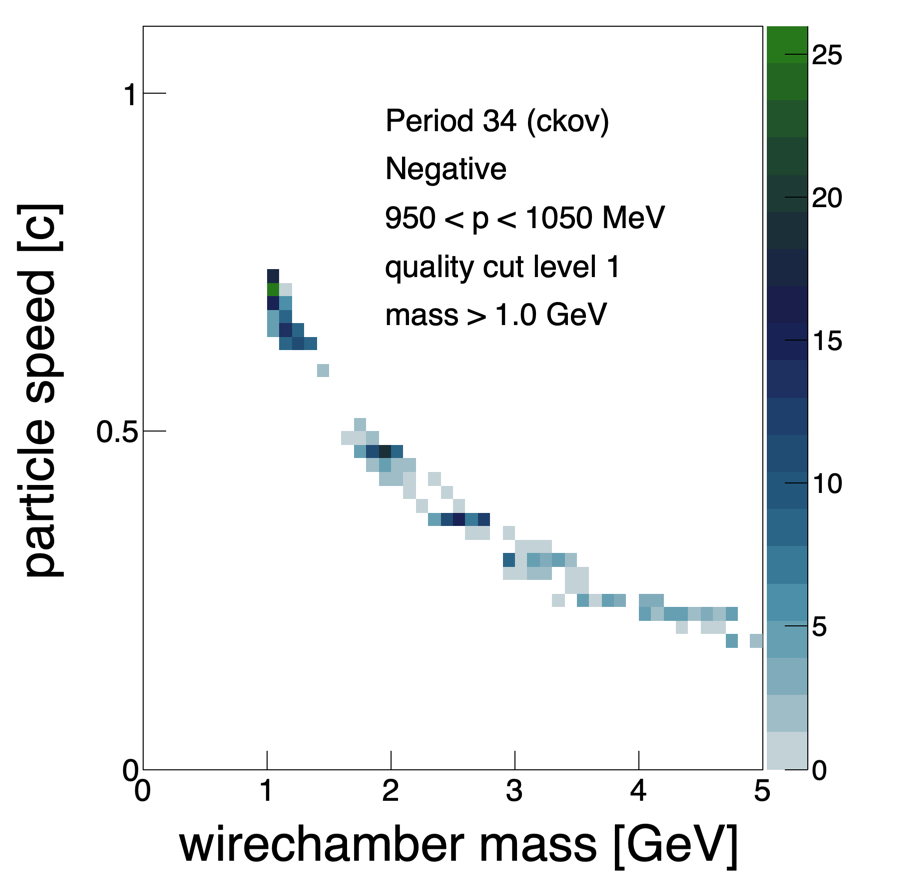 Period 34 (ckov)
Negative
950 < p < 1050 MeV
quality cut level 1
mass > 1.0 GeV
particle speed [c]
1
0.5
0
0 1 2 3 4 5
wirechamber mass [GeV]
25
20
15
10
5
0